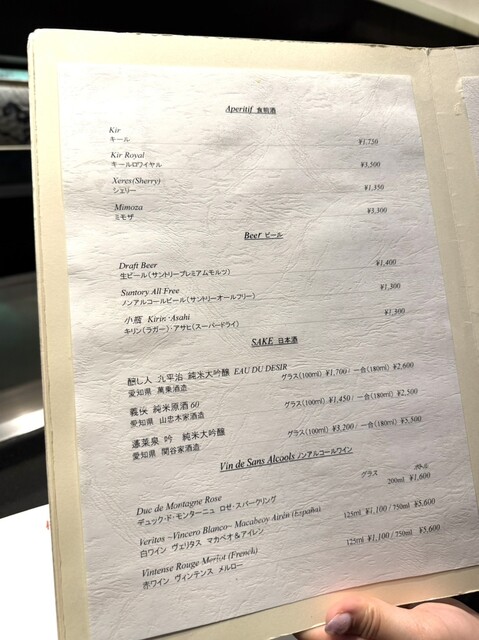 Aperitif 食前酒
Kir
キール ¥1,750
Kir Royal
キールロワイヤル ¥3,500
Xeres(Sherry)
シェリー ¥1,350
Mimoza
ミモザ ¥3,300
Beer ビール
Draft Beer ¥1,400
生ビール(サントリープレミアムモルツ)
Suntory All Free ¥1,300
ノンアルコールビール(サントリーオールフリー)
小瓶 Kirin・Asahi ¥1,300
キリン(ラガー)・アサヒ(スーパードライ)
SAKE 日本酒
醸し人 九平治 純米大吟醸 EAU DU DESIR グラス(100ml) ¥1,700 / 一合(180ml) ¥2,600
愛知県 萬乗酒造
義侠 純米原酒 60 グラス(100ml) ¥1,450 / 一合(180ml) ¥2,500
愛知県 山忠本家酒造
蓬莱泉 吟 純米大吟醸 グラス(100ml) ¥3,200 / 一合(180ml) ¥5,500
愛知県 関谷家酒造
Vin de Sans Alcools ノンアルコールワイン
グラス ボトル
Duc de Montagne Rose 200ml ¥1,600
デュック・ド・モンターニュ ロゼ・スパークリング
Veritos ~Vincero Blanco~ Macabeoy Airén (España) 125ml ¥1,100 / 750ml ¥5,600
白ワイン ヴェリタス マカベオ&アイレン
Vintense Rouge Merlot (French) 125ml ¥1,100 / 750ml ¥5,600
赤ワイン ヴィンテンス メルロー